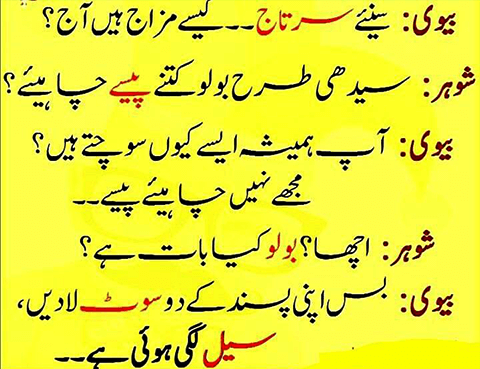 بیوی: سنیئے سرتاج۔۔۔کیسے مزاج ہیں آج؟
شوہر: سیدھی طرح بولو کتنے پیسے چاہیئے؟
بیوی: آپ ہمیشہ ایسے کیوں سوچتے ہیں؟
مجھے نہیں چاہیئے پیسے۔۔
شوہر: اچھا؟ بولو کیا بات ہے؟
بیوی: بس اپنی پسند کے دو سوٹ لادیں،
سیل لگی ہوئی ہے۔۔